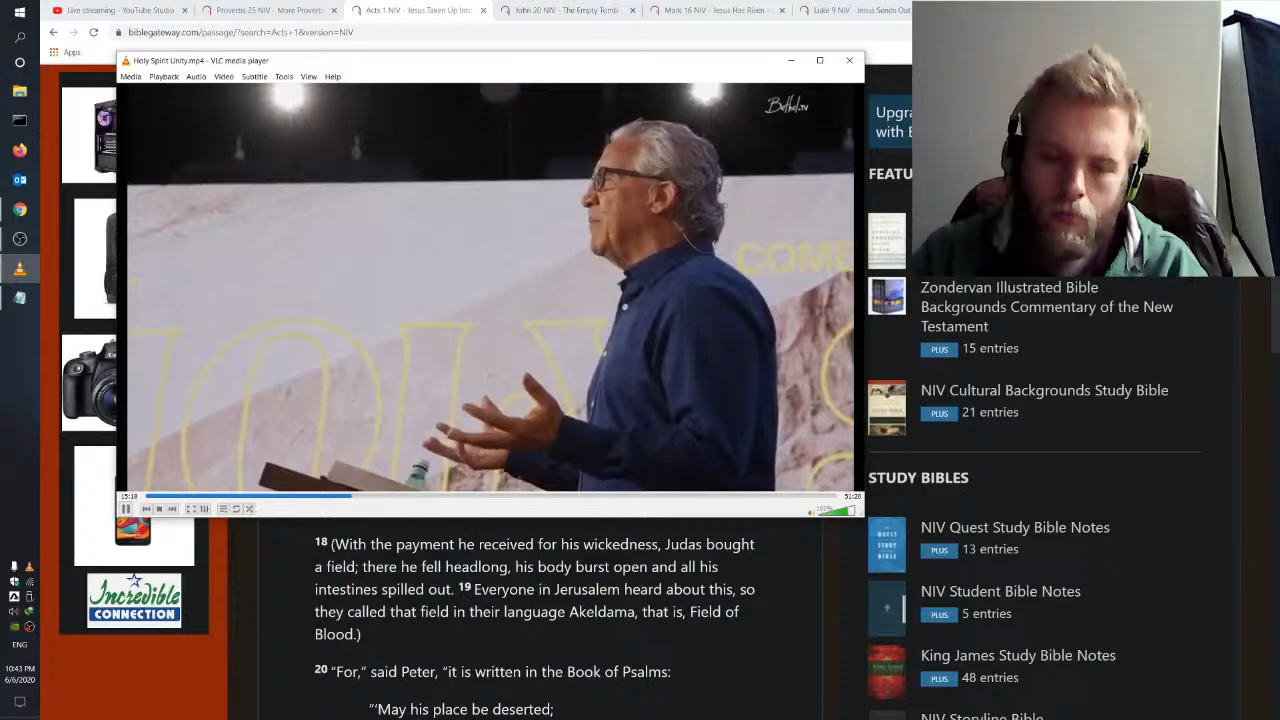 Live streaming - YouTube Studio
Proverbs 25 NIV - More Proverb
Acts 1 NIV - Jesus Taken Up Into
John 20 NIV - The Empty Tomb
Mark 16 NIV - Jesus Has Risen
Luke 9 NIV - Jesus Sends Out
biblegateway.com/passage/?search=Acts+1&version=NIV
Apps
Holy Spirit Unity.mp4 - VLC media player
Media Playback Audio Video Subtitle Tools View Help
Bethel.TV
COME
HOLY S
15:18
51:20
100%
Upgra
with B
FEATU
Zondervan Illustrated Bible
Backgrounds Commentary of the New
Testament
PLUS 15 entries
NIV Cultural Backgrounds Study Bible
PLUS 21 entries
STUDY BIBLES
NIV Quest Study Bible Notes
PLUS 13 entries
NIV Student Bible Notes
PLUS 5 entries
King James Study Bible Notes
PLUS 48 entries
NIV Storyline Bible
18 (With the payment he received for his wickedness, Judas bought
a field; there he fell headlong, his body burst open and all his
intestines spilled out. 19 Everyone in Jerusalem heard about this, so
they called that field in their language Akeldama, that is, Field of
Blood.)
20 “For,” said Peter, “it is written in the Book of Psalms:
“‘May his place be deserted;
Incredible
CONNECTION
ENG
10:43 PM
6/6/2020